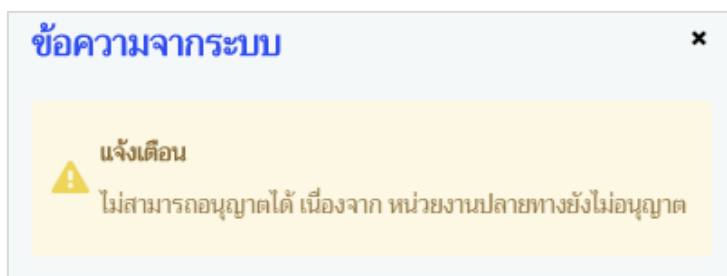 ข้อความจากระบบ
แจ้งเตือน
ไม่สามารถอนุญาตได้ เนื่องจาก หน่วยงานปลายทางยังไม่อนุญาต